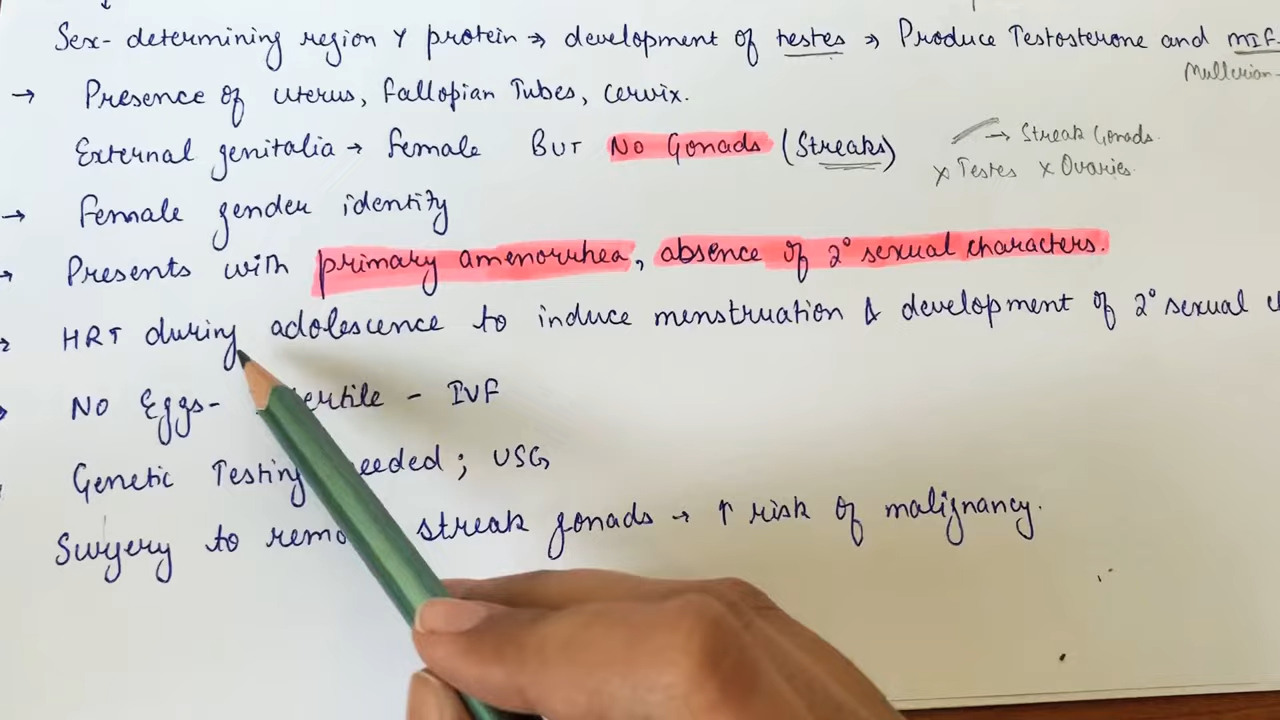 Sex-determining region Y protein → development of testes → Produce Testosterone and MIF
Mullerian-
→ Presence of uterus, Fallopian Tubes, cervix.
External genitalia → Female BUT No Gonads (Streaks)
→ Streak Gonads.
x Testes x Ovaries.
→ Female gender identity
→ Presents with primary amenorrhea, absence of 2° sexual characters.
HRT during adolescence to induce menstruation & development of 2° sexual
No Eggs- - IVF
Genetic Testing ; USG
Surgery to streak gonads → ↑ risk of malignancy.